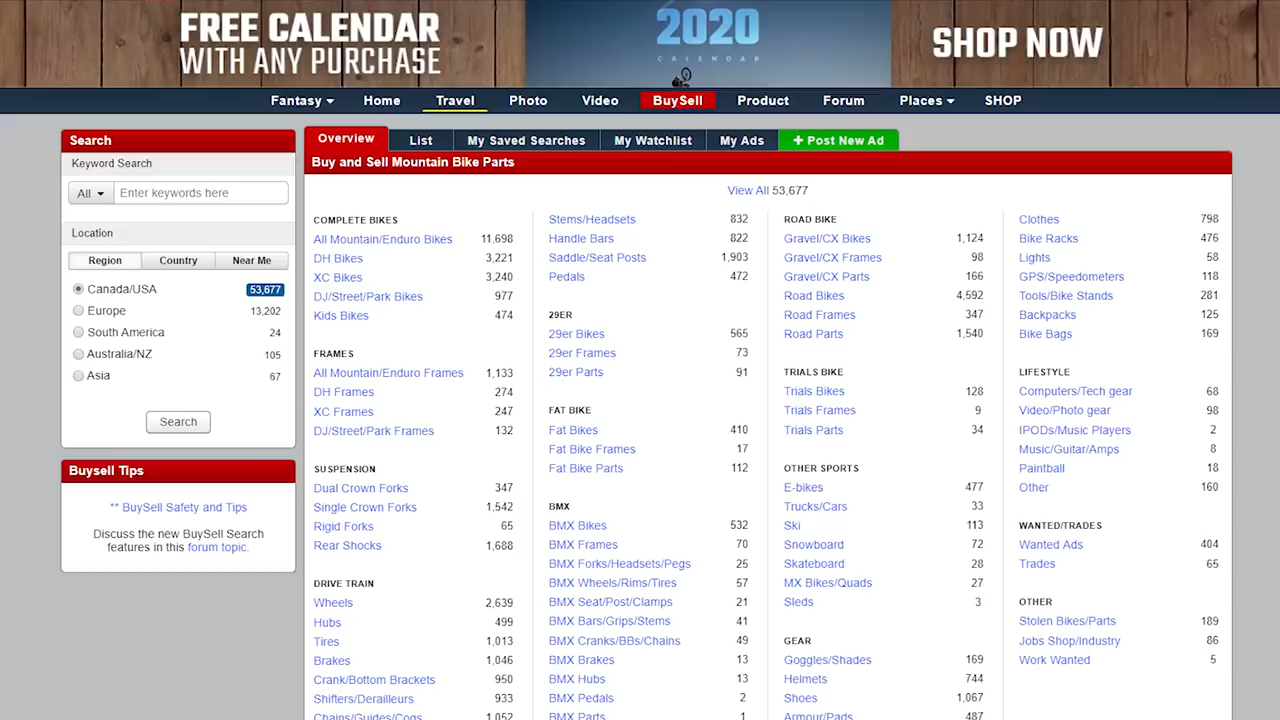 FREE CALENDAR
WITH ANY PURCHASE
2020
CALENDAR
SHOP NOW
Fantasy Home Travel Photo Video BuySell Product Forum Places SHOP
Search
Keyword Search
All Enter keywords here
Location
Region Country Near Me
Canada/USA 53,677
Europe 13,202
South America 24
Australia/NZ 105
Asia 67
Search
Buysell Tips
** BuySell Safety and Tips
Discuss the new BuySell Search
features in this forum topic.
Overview List My Saved Searches My Watchlist My Ads + Post New Ad
Buy and Sell Mountain Bike Parts
View All 53,677
COMPLETE BIKES
All Mountain/Enduro Bikes 11,698
DH Bikes 3,221
XC Bikes 3,240
DJ/Street/Park Bikes 977
Kids Bikes 474
FRAMES
All Mountain/Enduro Frames 1,133
DH Frames 274
XC Frames 247
DJ/Street/Park Frames 132
SUSPENSION
Dual Crown Forks 347
Single Crown Forks 1,542
Rigid Forks 65
Rear Shocks 1,688
DRIVE TRAIN
Wheels 2,639
Hubs 499
Tires 1,013
Brakes 1,046
Crank/Bottom Brackets 950
Shifters/Derailleurs 933
Chains/Guides/Cogs 1,052
Stems/Headsets 832
Handle Bars 822
Saddle/Seat Posts 1,903
Pedals 472
29ER
29er Bikes 565
29er Frames 73
29er Parts 91
FAT BIKE
Fat Bikes 410
Fat Bike Frames 17
Fat Bike Parts 112
BMX
BMX Bikes 532
BMX Frames 70
BMX Forks/Headsets/Pegs 25
BMX Wheels/Rims/Tires 57
BMX Seat/Post/Clamps 21
BMX Bars/Grips/Stems 41
BMX Cranks/BBs/Chains 49
BMX Brakes 13
BMX Hubs 13
BMX Pedals 2
BMX Parts 1
ROAD BIKE
Gravel/CX Bikes 1,124
Gravel/CX Frames 98
Gravel/CX Parts 166
Road Bikes 4,592
Road Frames 347
Road Parts 1,540
TRIALS BIKE
Trials Bikes 128
Trials Frames 9
Trials Parts 34
OTHER SPORTS
E-bikes 477
Trucks/Cars 33
Ski 113
Snowboard 72
Skateboard 28
MX Bikes/Quads 27
Sleds 3
GEAR
Goggles/Shades 169
Helmets 744
Shoes 1,067
Armour/Pads 487
Clothes 798
Bike Racks 476
Lights 58
GPS/Speedometers 118
Tools/Bike Stands 281
Backpacks 125
Bike Bags 169
LIFESTYLE
Computers/Tech gear 68
Video/Photo gear 98
IPODs/Music Players 2
Music/Guitar/Amps 8
Paintball 18
Other 160
WANTED/TRADES
Wanted Ads 404
Trades 65
OTHER
Stolen Bikes/Parts 189
Jobs Shop/Industry 86
Work Wanted 5